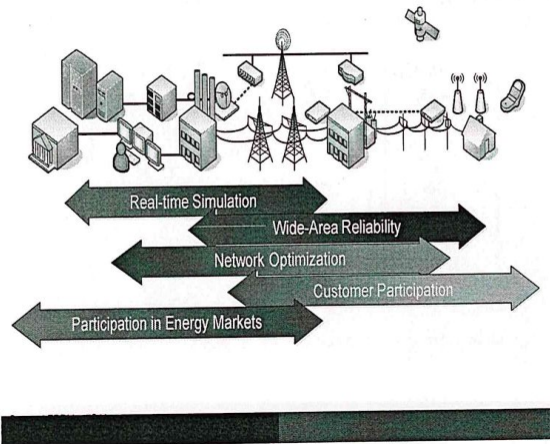 Real-time Simulation
Wide-Area Reliability
Network Optimization
Customer Participation
Participation in Energy Markets